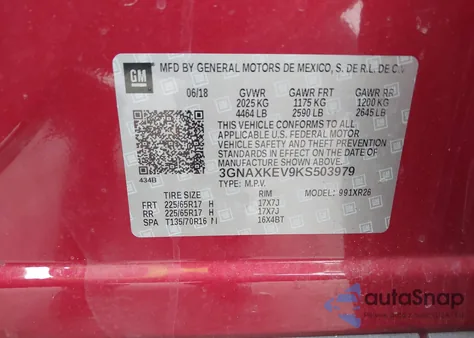 GM
MFD BY GENERAL MOTORS DE MEXICO, S. DE R.L. DE C.V
06/18 GVWR GAWR FRT GAWR RR
2025 KG 1175 KG 1200 KG
4464 LB 2590 LB 2645 LB
THIS VEHICLE CONFORMS TO ALL
APPLICABLE U.S. FEDERAL MOTOR
VEHICLE SAFETY AND THEFT PREVENTION
STANDARDS IN EFFECT ON THE DATE OF
MANUFACTURE SHOWN ABOVE.
3GNAXKEV9KS503979
434B
TYPE: M.P.V. MODEL: 991XR26
TIRE SIZE RIM
FRT 225/65R17 H 17X7J
RR 225/65R17 H 17X7J
SPA T135/70R16 M 16X4BT
autoSnap